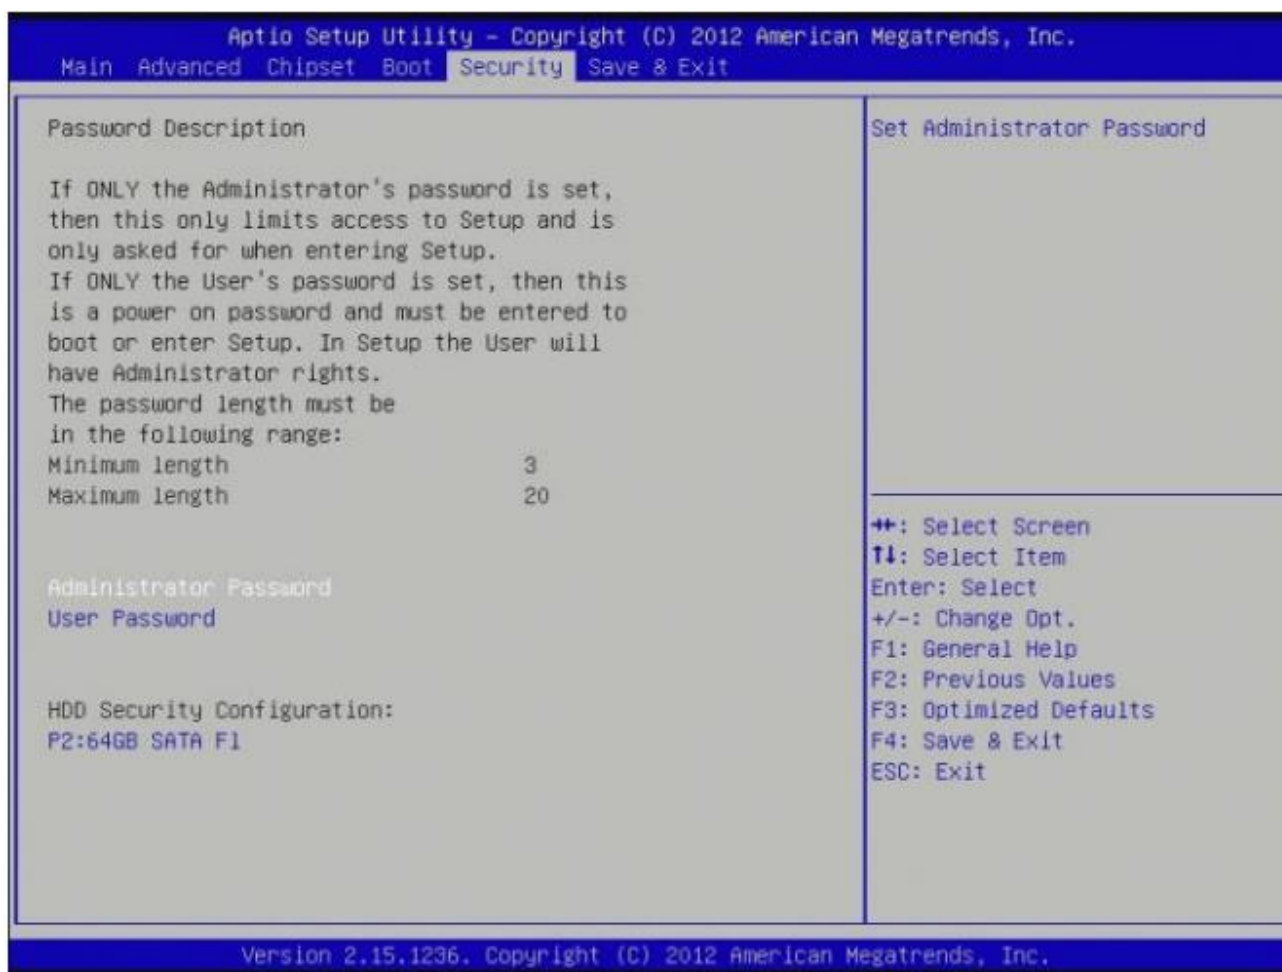 Aptio Setup Utility – Copyright (C) 2012 American Megatrends, Inc.
Main Advanced Chipset Boot Security Save & Exit
Password Description
If ONLY the Administrator's password is set,
then this only limits access to Setup and is
only asked for when entering Setup.
If ONLY the User's password is set, then this
is a power on password and must be entered to
boot or enter Setup. In Setup the User will
have Administrator rights.
The password length must be
in the following range:
Minimum length 3
Maximum length 20
Administrator Password
User Password
HDD Security Configuration:
P2:64GB SATA Fl
Set Administrator Password
→←: Select Screen
↑↓: Select Item
Enter: Select
+/-: Change Opt.
F1: General Help
F2: Previous Values
F3: Optimized Defaults
F4: Save & Exit
ESC: Exit
Version 2.15.1236. Copyright (C) 2012 American Megatrends, Inc.